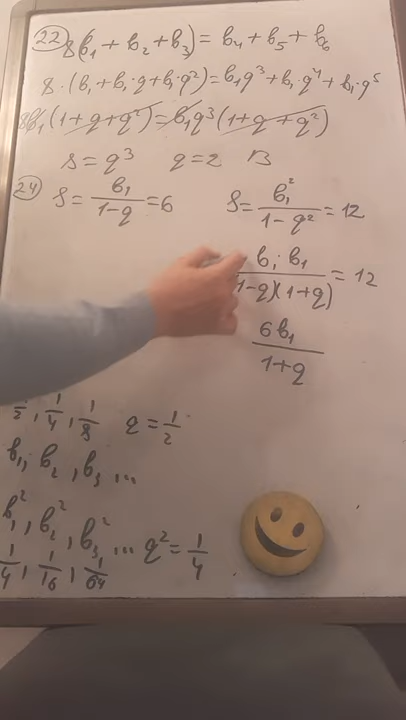 22 8(b₁ + b₂ + b₃) = b₄ + b₅ + b₆
8 · (b₁ + b₁·q + b₁·q²) = b₁q³ + b₁·q⁴ + b₁·q⁵
8b₁(1 + q + q²) = b₁q³(1 + q + q²)
8 = q³ q = 2 B
24 S = b₁/(1-q) = 6 S = b₁²/(1-q²) = 12
b₁·b₁/(1-q)(1+q) = 12
6b₁/(1+q)
1/2, 1/4, 1/8 q = 1/2
b₁, b₂, b₃ ...
b₁², b₂², b₃² ... q² = 1/4
1/4, 1/16, 1/64